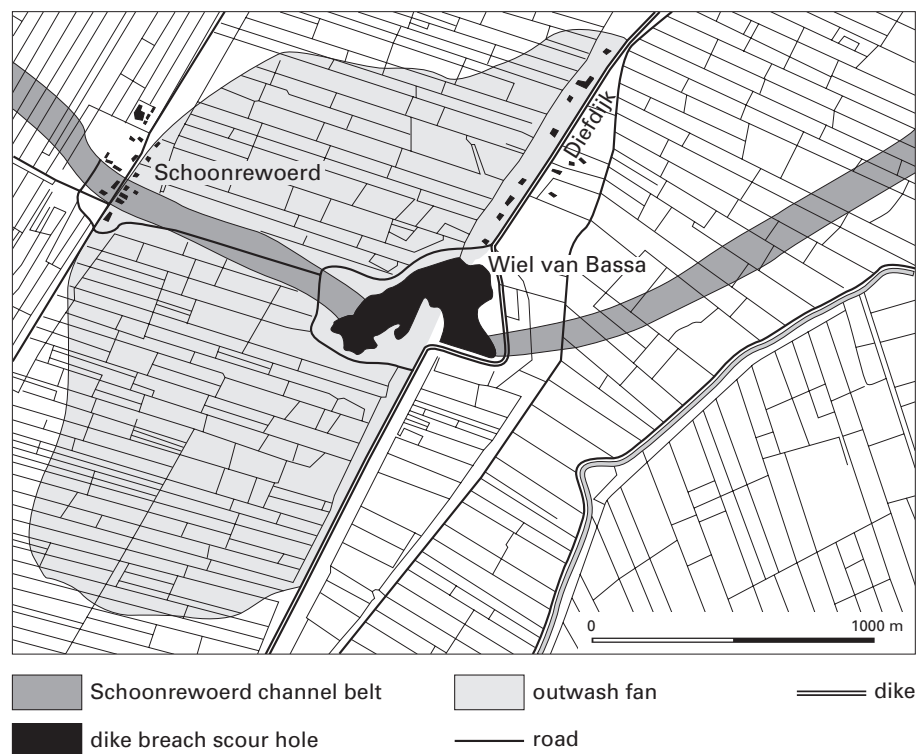 Schoonrewoerd
Diefdijk
Wiel van Bassa
0 1000 m
Schoonrewoerd channel belt
outwash fan
dike
dike breach scour hole
road